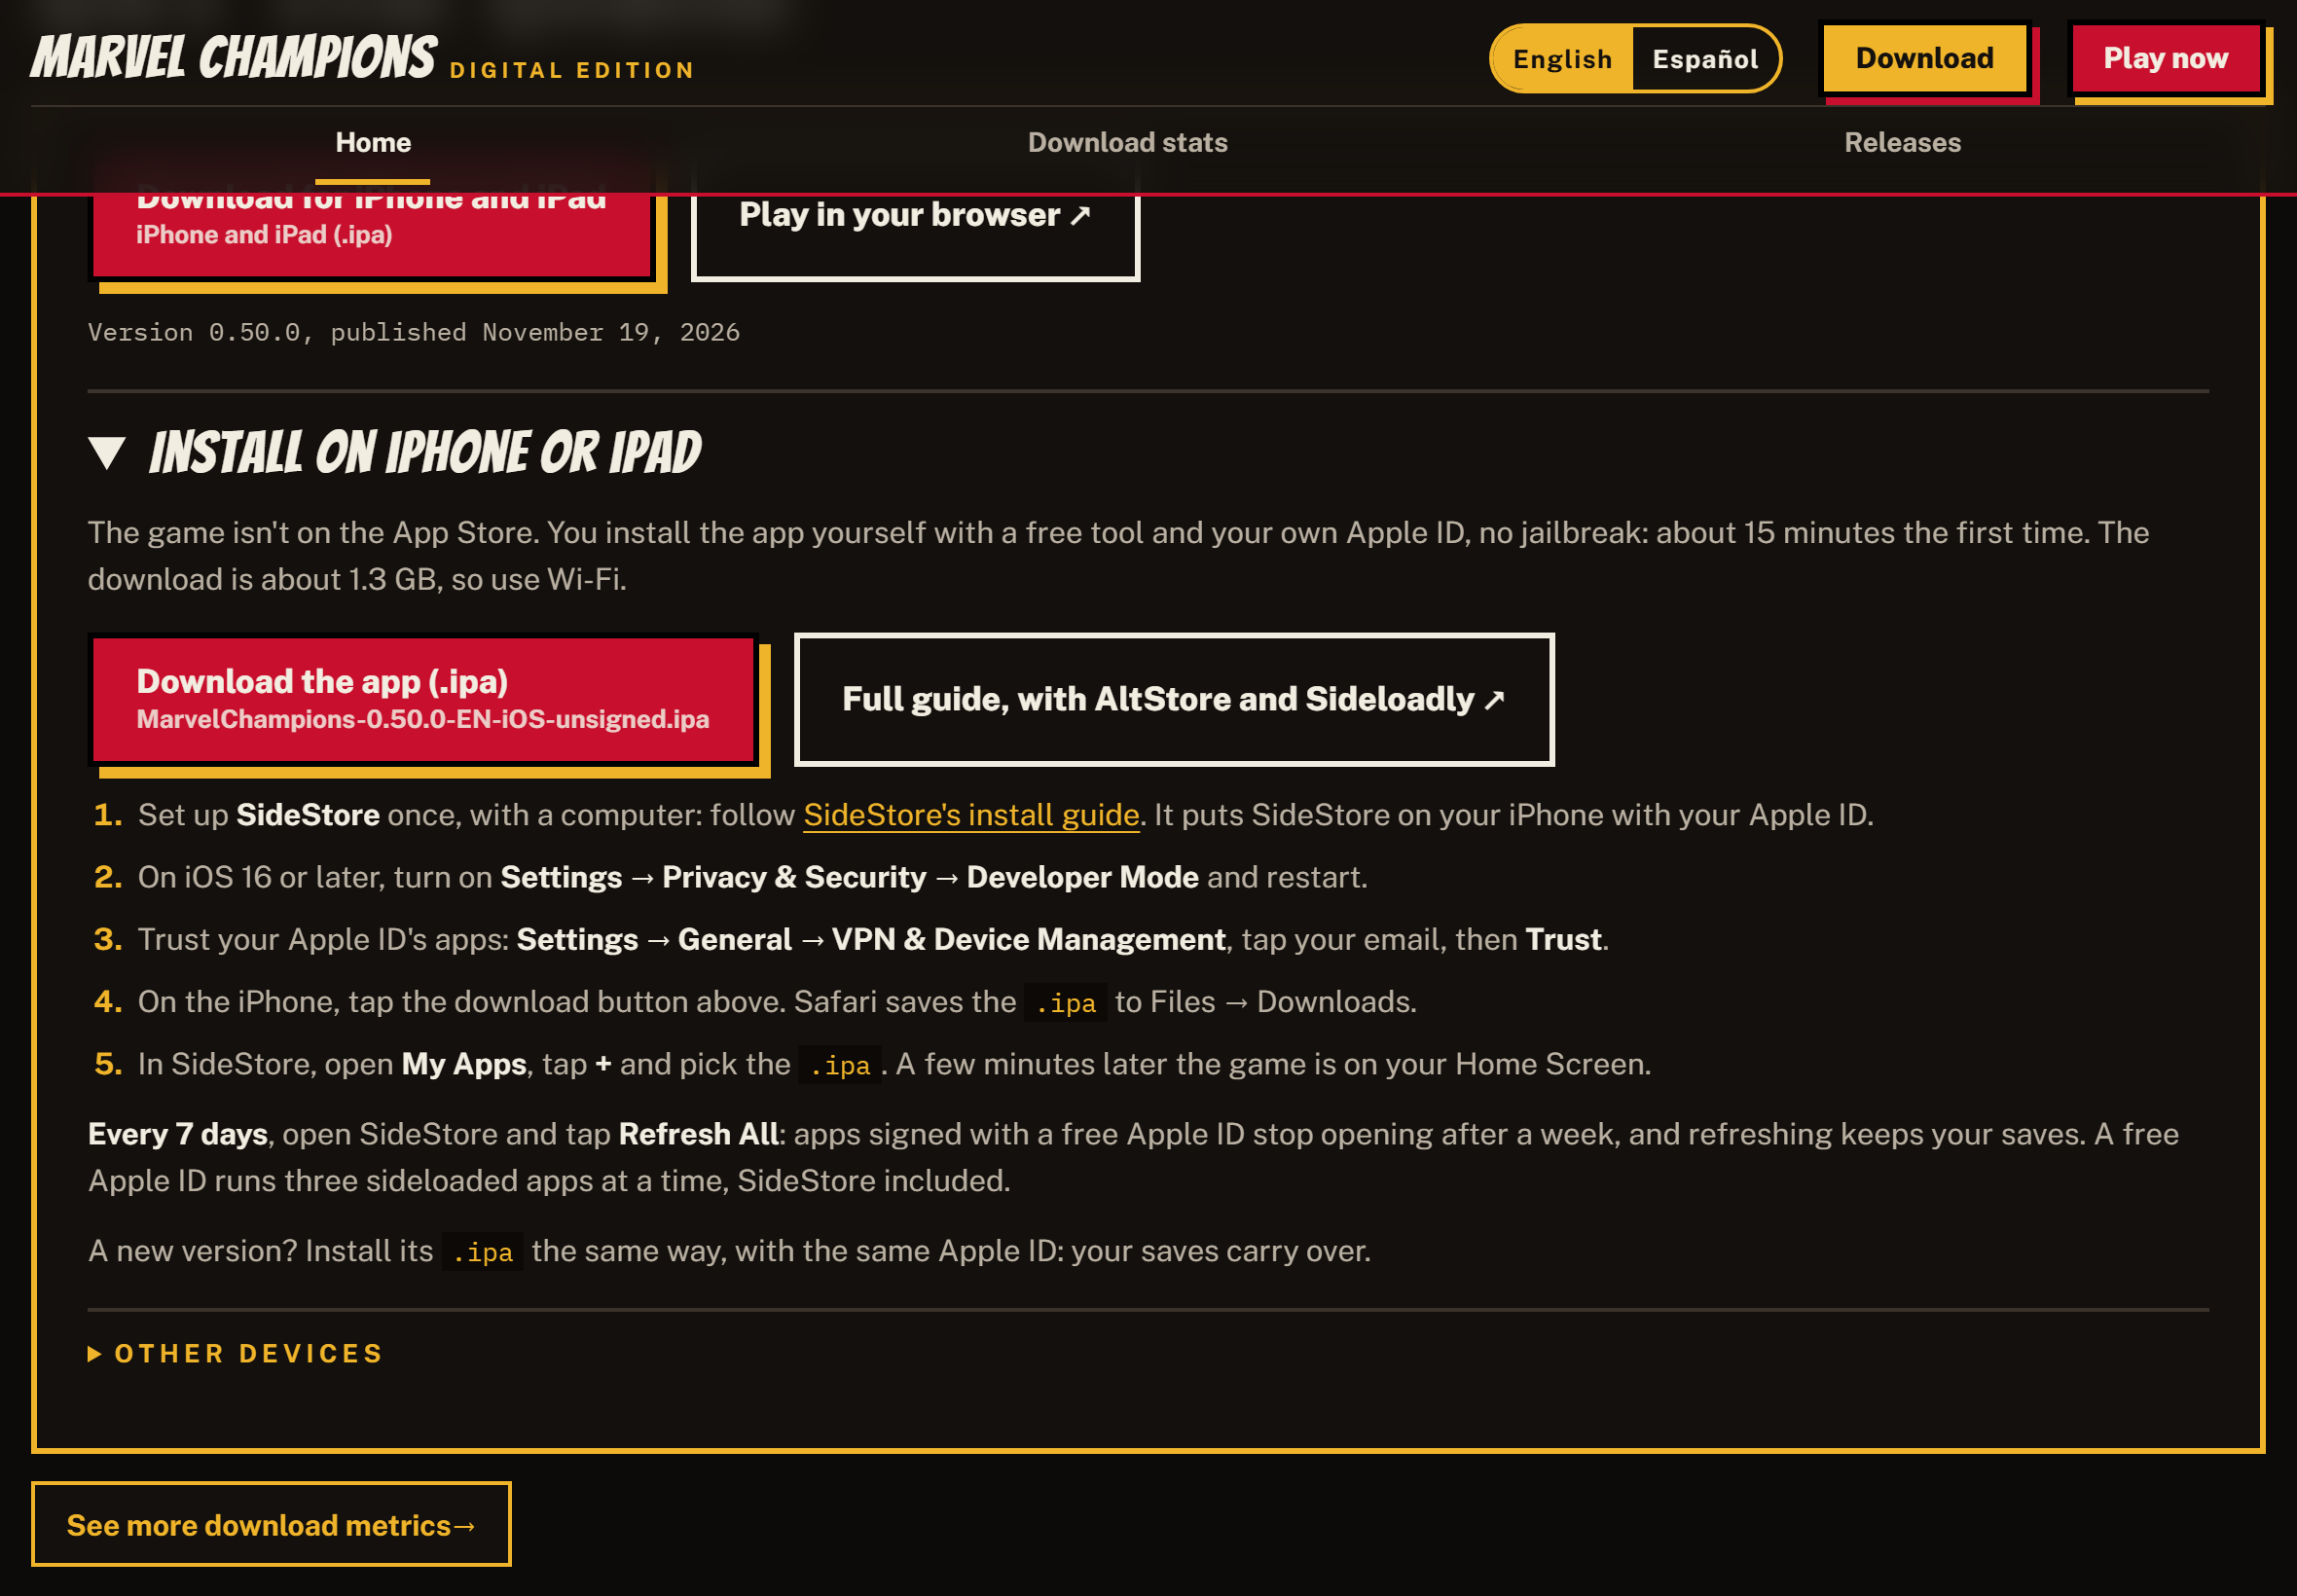 MARVEL CHAMPIONS DIGITAL EDITION
English Español Download Play now
Home Download stats Releases
Download for iPhone and iPad
iPhone and iPad (.ipa)
Play in your browser ↗
Version 0.50.0, published November 19, 2026
▼ INSTALL ON IPHONE OR IPAD
The game isn't on the App Store. You install the app yourself with a free tool and your own Apple ID, no jailbreak: about 15 minutes the first time. The
download is about 1.3 GB, so use Wi-Fi.
Download the app (.ipa)
MarvelChampions-0.50.0-EN-iOS-unsigned.ipa
Full guide, with AltStore and Sideloadly ↗
1. Set up SideStore once, with a computer: follow SideStore's install guide. It puts SideStore on your iPhone with your Apple ID.
2. On iOS 16 or later, turn on Settings → Privacy & Security → Developer Mode and restart.
3. Trust your Apple ID's apps: Settings → General → VPN & Device Management, tap your email, then Trust.
4. On the iPhone, tap the download button above. Safari saves the .ipa to Files → Downloads.
5. In SideStore, open My Apps, tap + and pick the .ipa. A few minutes later the game is on your Home Screen.
Every 7 days, open SideStore and tap Refresh All: apps signed with a free Apple ID stop opening after a week, and refreshing keeps your saves. A free
Apple ID runs three sideloaded apps at a time, SideStore included.
A new version? Install its .ipa the same way, with the same Apple ID: your saves carry over.
▶ OTHER DEVICES
See more download metrics→